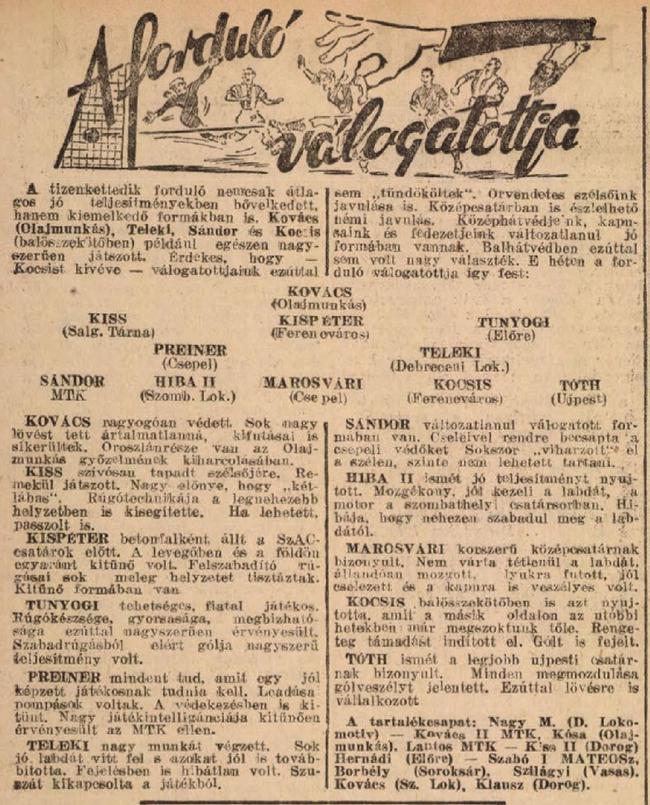 A forduló
válogatottja
A tizenkettedik forduló nemcsak átla-
gos jó teljesítményekben bővelkedett,
hanem kiemelkedő formákban is. Kovács
(Olajmunkás), Teleki, Sándor és Kocsis
(balösszekötőben) például egészen nagy-
szerűen játszott. Érdekes, hogy —
Kocsist kivéve — válogatottjaink ezúttal
sem „tündököltek". Örvendetes szélsőink
javulása is. Középcsatárban is észlelhető
némi javulás. Középhátvédjeink, kapu-
saink és fedezetjeink változatlanul jó
formában vannak. Balhátvédben ezúttal
sem volt nagy választék. E héten a for-
duló válogatottja így fest:
KOVÁCS
(Olajmunkás)
KISS KISPÉTER TUNYOGI
(Salg. Tárna) (Ferencváros) (Előre)
PREINER TELEKI
(Csepel) (Debreceni Lok.)
SÁNDOR HIBA II MAROSVÁRI KOCSIS TÓTH
MTK (Szomb. Lok.) (Csepel) (Ferencváros) (Ujpest)
KOVÁCS nagyogóan védett. Sok nagy
lövést tett ártalmatlanná, kifutásai is
sikerültek. Oroszlánrésze van az Olaj-
munkás győzelmének kiharcolásában.
KISS szívósan tapadt szélsőjére. Re-
mekül játszott. Nagy előnye, hogy „két-
lábas". Rúgótechnikája a legnehezebb
helyzetben is kisegítette. Ha lehetett,
passzolt is.
KISPÉTER betonfalként állt a SzAC-
csatárok előtt. A levegőben és a földön
egyaránt kitűnő volt. Felszabadító rú-
gásai sok meleg helyzetet tisztáztak.
Kitűnő formában van
TUNYOGI tehetséges, fiatal játékos.
Rúgókészsége, gyorsasága, megbízható-
sága ezúttal nagyszerűen érvényesült.
Szabadrúgásból elért gólja nagyszerű
teljesítmény volt.
PREINER mindent tud, amit egy jól
képzett játékosnak tudnia kell. Leadása
pompások voltak. A védekezésben is ki-
tűnt. Nagy játékintelligánciája kitűnően
érvényesült az MTK ellen.
TELEKI nagy munkát végzett. Sok
jó labdát vitt fel s azokat jól is továb-
bította. Fejelésben is hibátlan volt. Szu-
szát kikapcsolta a játékból.
SÁNDOR változatlanul válogatott for-
mában van. Cseleivel rendre becsapta a
csepeli védőket Sokszor „viharzott" el
a szélen, szinte nem lehetett tartani.
HIBA II ismét jó teljesítményt nyuj-
tott. Mozgékony, jól kezeli a labdát, a
motor a szombathelyi csatársorban. Hi-
bája, hogy nehezen szabadul meg a lab-
dától.
MAROSVÁRI korszerű középcsatárnak
bizonyult. Nem várta tétlenül a labdát,
állandóan mozgott, lyukra futott, jól
cselezett és a kapura is veszélyes volt.
KOCSIS balösszekötőben is azt nyuj-
totta, amit a másik oldalon az utóbbi
hetekben már megszoktunk tőle. Renge-
teg támadást indított el. Gólt is fejelt.
TÓTH ismét a legjobb ujpesti csatár-
nak bizonyult. Minden megmozdulása
gólveszélyt jelentett. Ezúttal lövésre is
vállalkozott
A tartalékcsapat: Nagy M. (D. Loko-
motív) — Kovács II MTK, Kósa (Olaj-
munkás), Lantos MTK — Kiss II (Dorog)
Hernádi (Előre) — Szabó I MATEOSz,
Borbély (Soroksár), Szilágyi (Vasas).
Kovács (Sz. Lok), Klausz (Dorog).